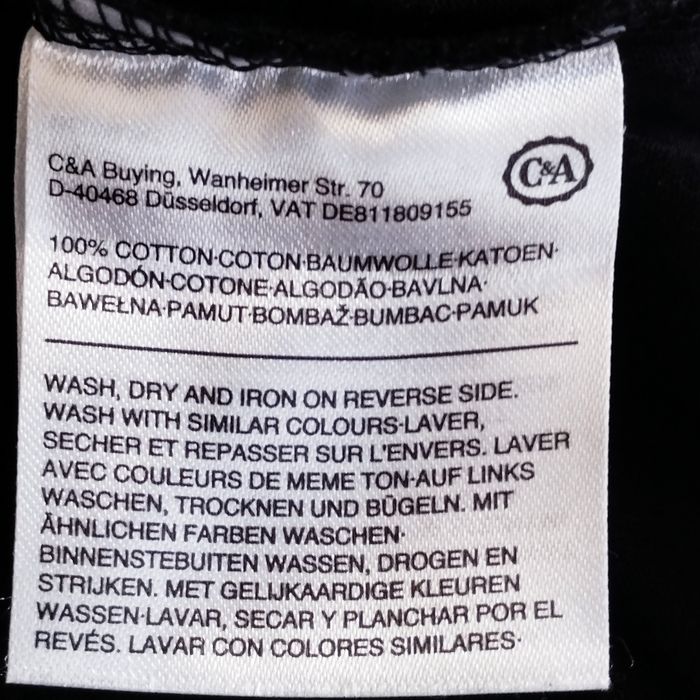 C&A Buying, Wanheimer Str. 70
D-40468 Düsseldorf, VAT DE811809155
C&A
100% COTTON·COTON·BAUMWOLLE·KATOEN·
ALGODÓN·COTONE·ALGODÃO·BAVLNA·
BAWEŁNA·PAMUT·BOMBAŽ·BUMBAC·PAMUK
WASH, DRY AND IRON ON REVERSE SIDE.
WASH WITH SIMILAR COLOURS·LAVER,
SECHER ET REPASSER SUR L'ENVERS. LAVER
AVEC COULEURS DE MEME TON·AUF LINKS
WASCHEN, TROCKNEN UND BÜGELN. MIT
ÄHNLICHEN FARBEN WASCHEN·
BINNENSTEBUITEN WASSEN, DROGEN EN
STRIJKEN. MET GELIJKAARDIGE KLEUREN
WASSEN·LAVAR, SECAR Y PLANCHAR POR EL
REVÉS. LAVAR CON COLORES SIMILARES·